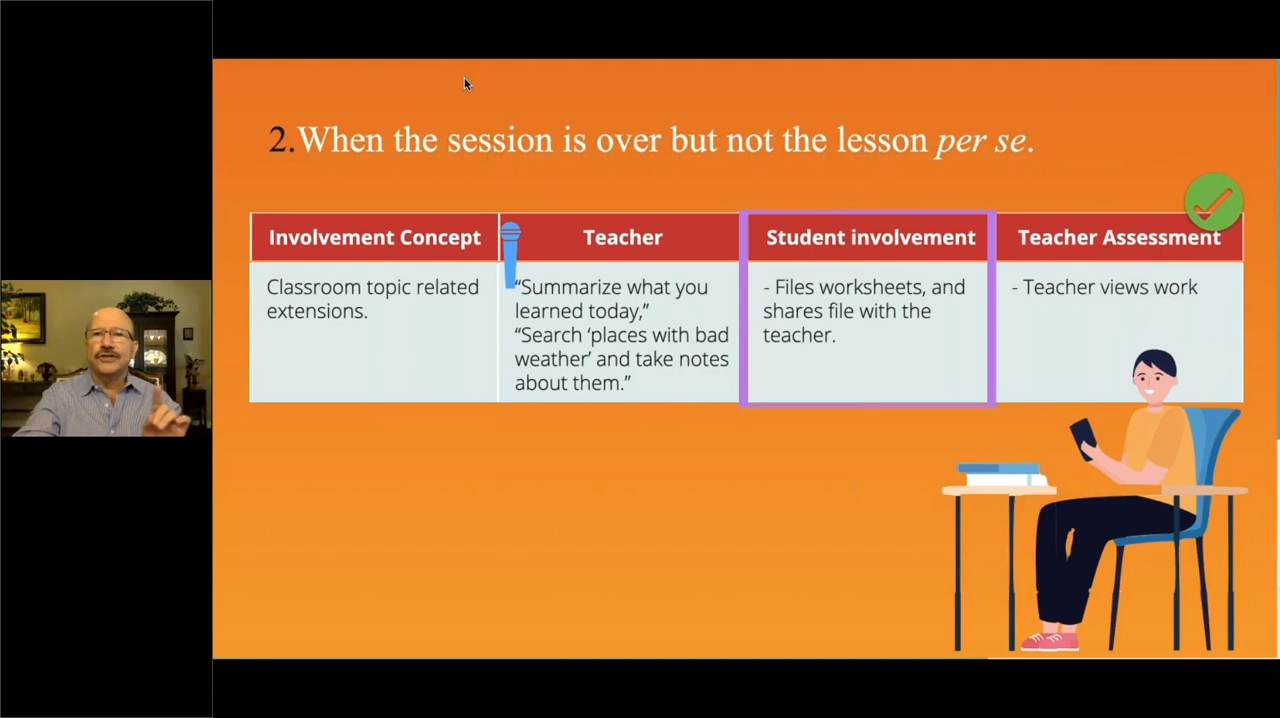 2.When the session is over but not the lesson per se.
Involvement Concept
Teacher
Student involvement
Teacher Assessment
Classroom topic related
extensions.
“Summarize what you
learned today,”
“Search ‘places with bad
weather’ and take notes
about them.”
- Files worksheets, and
shares file with the
teacher.
- Teacher views work